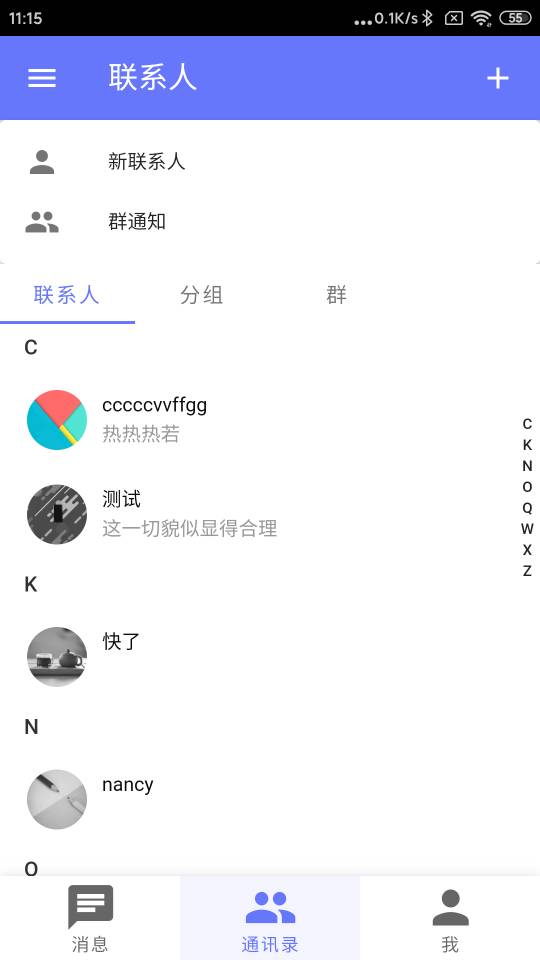 11:15
...0.1K/s 55
联系人
新联系人
群通知
联系人 分组 群
C
cccccvvffgg
热热热若
测试
这一切貌似显得合理
K
快了
N
nancy
O
C
K
N
O
Q
W
X
Z
消息 通讯录 我